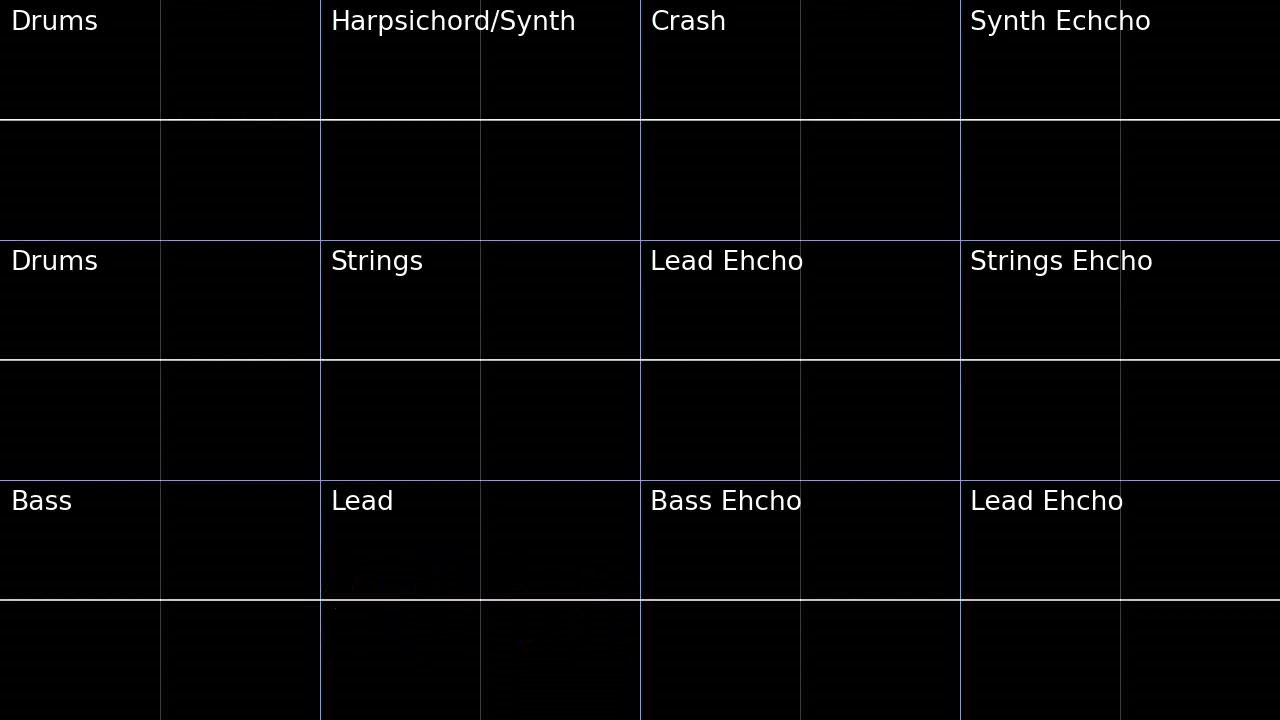 Drums
Harpsichord/Synth
Crash
Synth Echcho
Drums
Strings
Lead Ehcho
Strings Ehcho
Bass
Lead
Bass Ehcho
Lead Ehcho